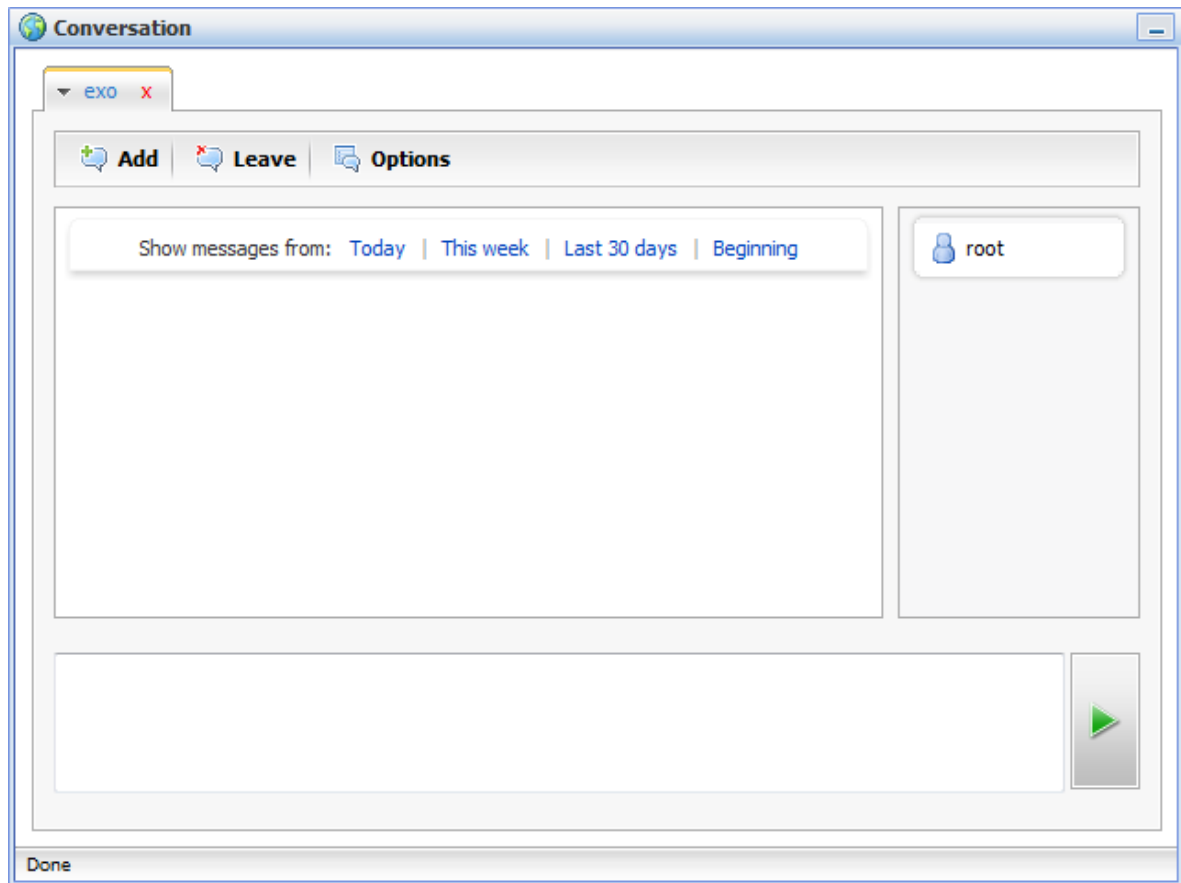 Conversation
exo x
Add Leave Options
Show messages from: Today | This week | Last 30 days | Beginning
root
Done